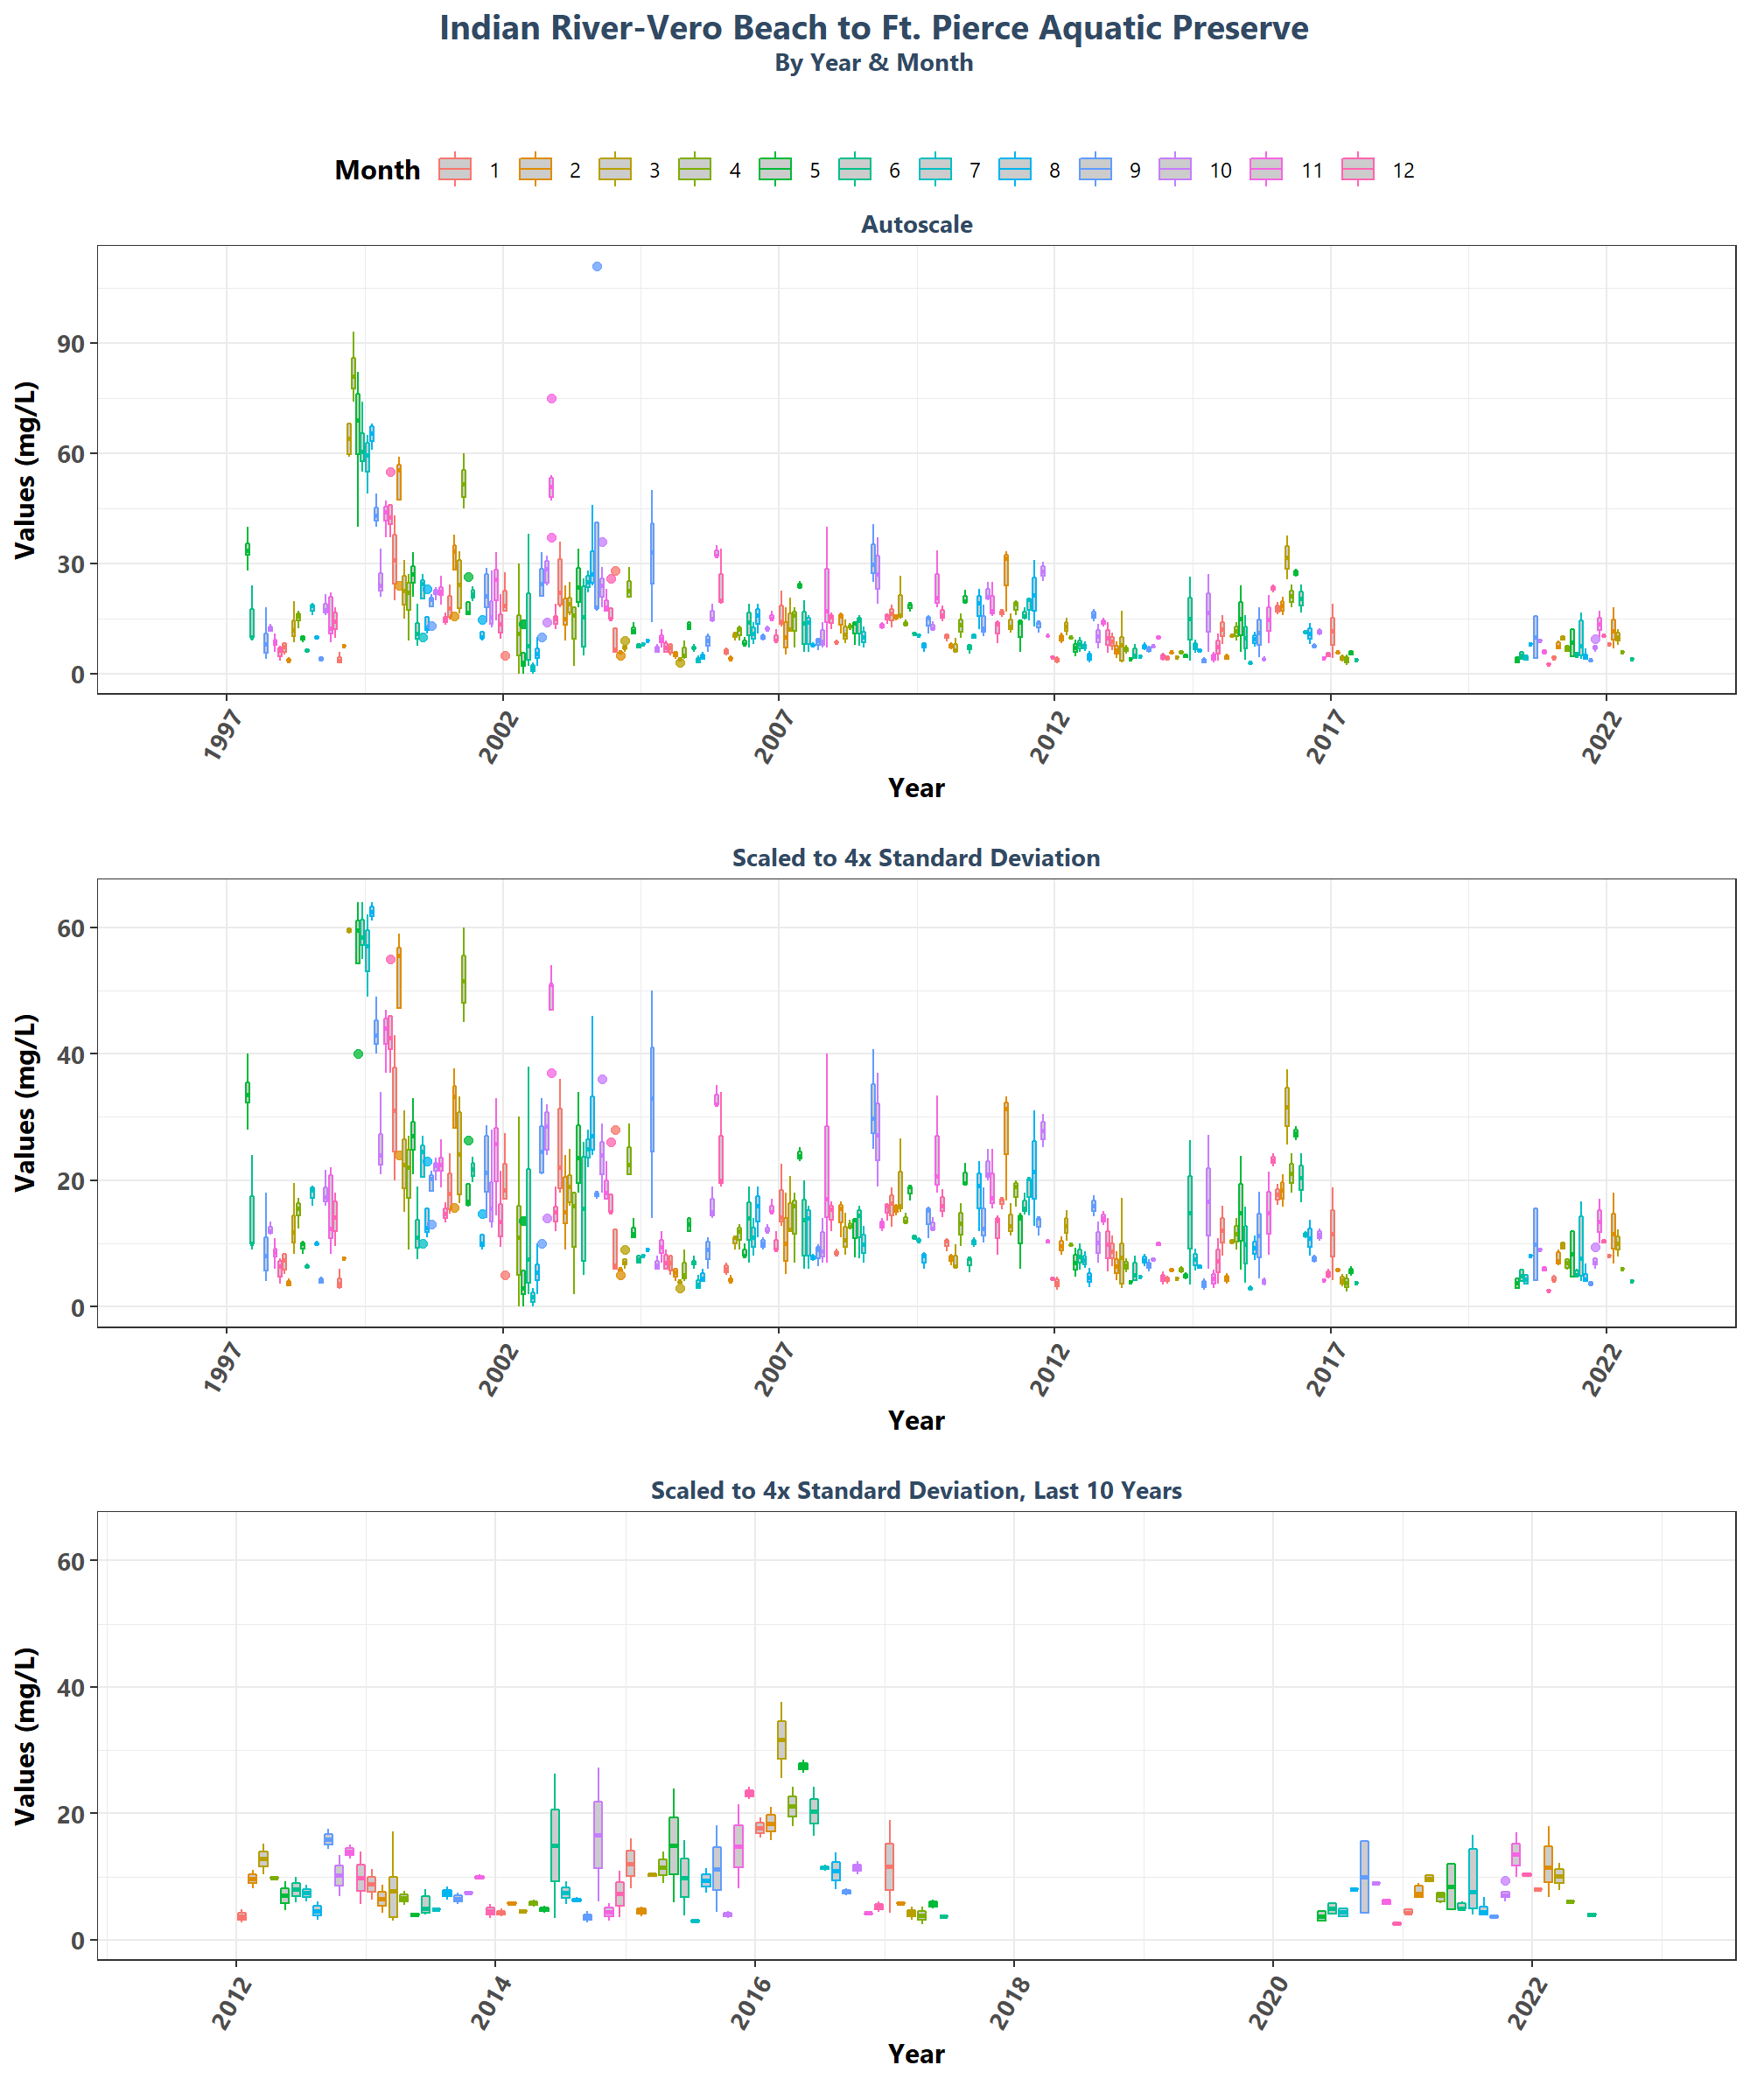 Indian River-Vero Beach to Ft. Pierce Aquatic Preserve
By Year & Month
Month 1 2 3 4 5 6 7 8 9 10 11 12
Autoscale
Values (mg/L)
90
60
30
0
1997 2002 2007 2012 2017 2022
Year
Scaled to 4x Standard Deviation
Values (mg/L)
60
40
20
0
1997 2002 2007 2012 2017 2022
Year
Scaled to 4x Standard Deviation, Last 10 Years
Values (mg/L)
60
40
20
0
2012 2014 2016 2018 2020 2022
Year